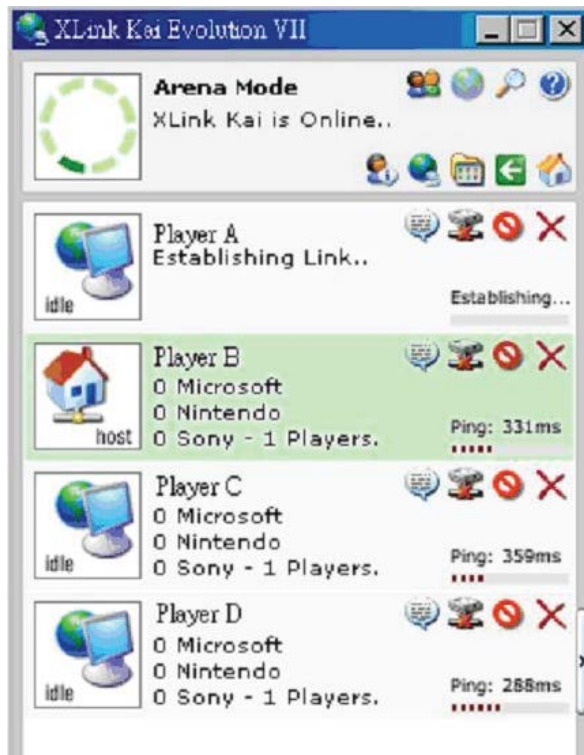 XLink Kai Evolution VII
Arena Mode
XLink Kai is Online..
Player A
Establishing Link..
idle
Establishing...
Player B
0 Microsoft
0 Nintendo
0 Sony - 1 Players.
host
Ping: 331ms
Player C
0 Microsoft
0 Nintendo
0 Sony - 1 Players.
idle
Ping: 359ms
Player D
0 Microsoft
0 Nintendo
0 Sony - 1 Players.
idle
Ping: 288ms